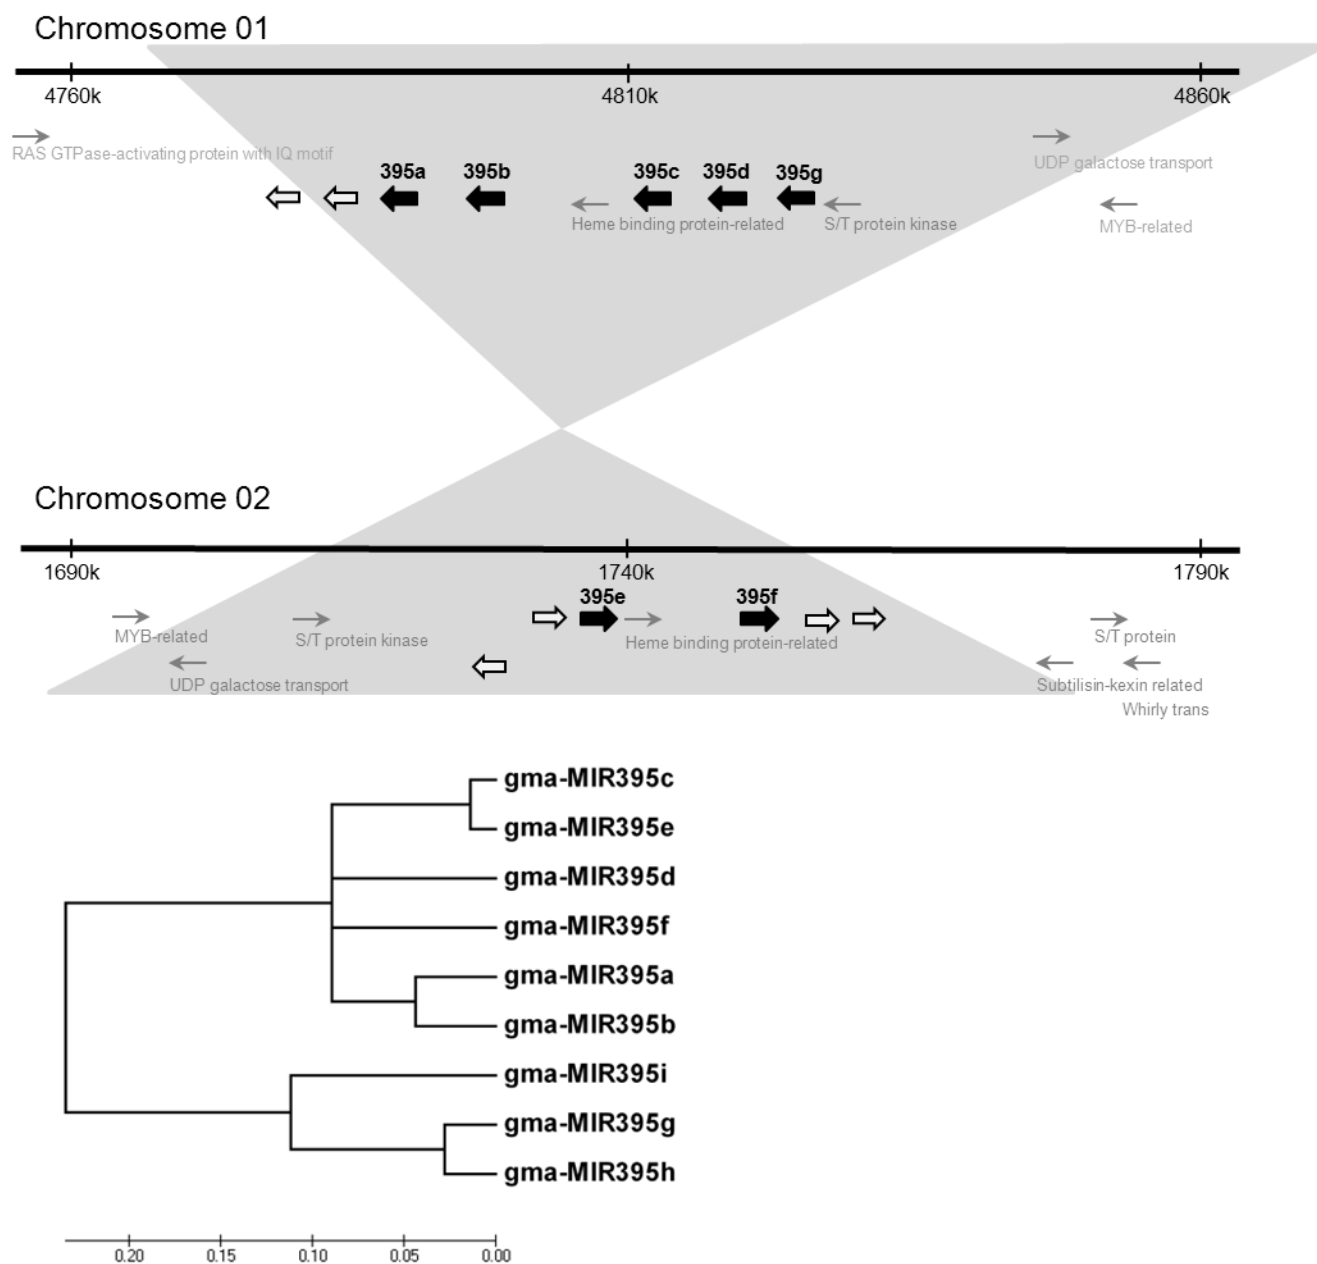 Chromosome 01
4760k 4810k 4860k
RAS GTPase-activating protein with IQ motif
UDP galactose transport
395a 395b 395c 395d 395g
Heme binding protein-related S/T protein kinase MYB-related
Chromosome 02
1690k 1740k 1790k
395e 395f
MYB-related S/T protein kinase Heme binding protein-related S/T protein
UDP galactose transport Subtilisin-kexin related
Whirly trans
gma-MIR395c
gma-MIR395e
gma-MIR395d
gma-MIR395f
gma-MIR395a
gma-MIR395b
gma-MIR395i
gma-MIR395g
gma-MIR395h
0.20 0.15 0.10 0.05 0.00